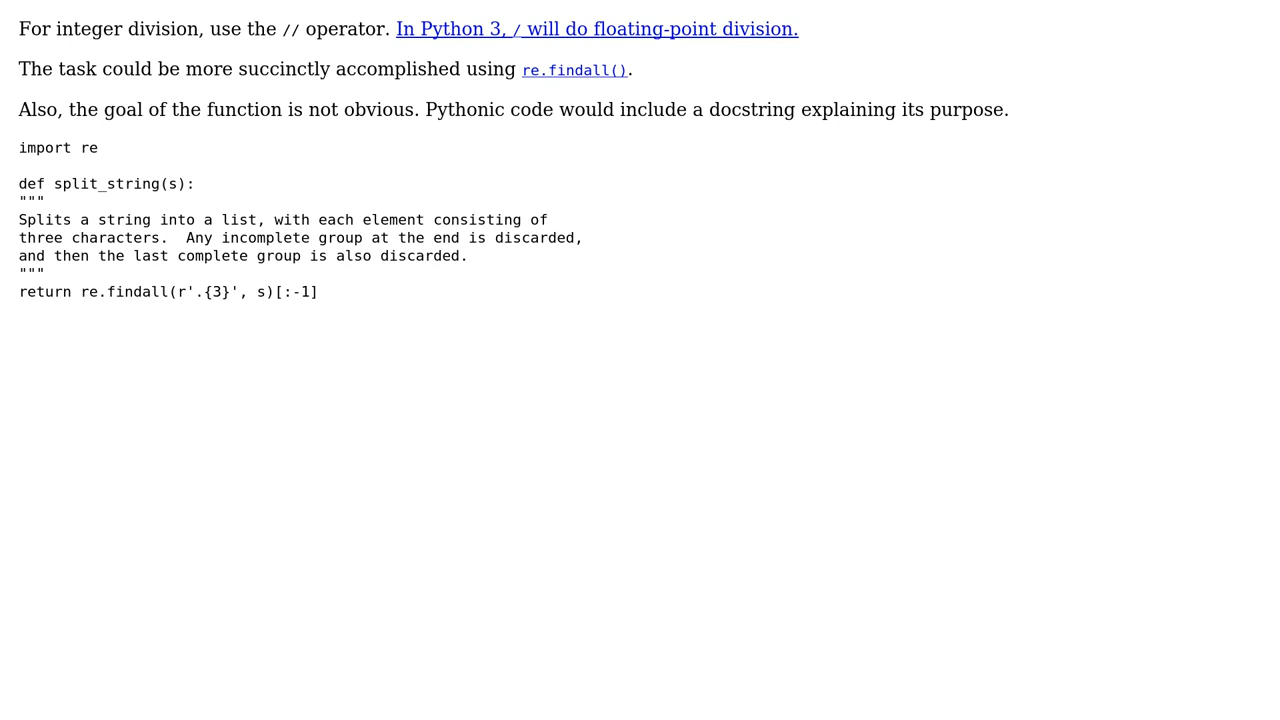 For integer division, use the // operator. In Python 3, / will do floating-point division.
The task could be more succinctly accomplished using re.findall().
Also, the goal of the function is not obvious. Pythonic code would include a docstring explaining its purpose.
import re
def split_string(s):
"""
Splits a string into a list, with each element consisting of
three characters.  Any incomplete group at the end is discarded,
and then the last complete group is also discarded.
"""
return re.findall(r'.{3}', s)[:-1]